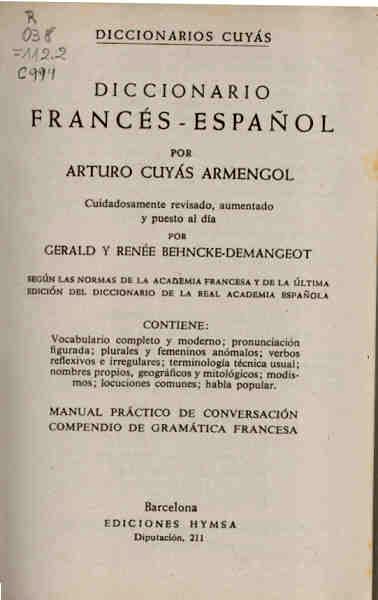 R
038
=112.2
C994
DICCIONARIOS CUYÁS
DICCIONARIO
FRANCÉS-ESPAÑOL
POR
ARTURO CUYÁS ARMENGOL
Cuidadosamente revisado, aumentado
y puesto al día
POR
GERALD Y RENÉE BEHNCKE-DEMANGEOT
SEGÚN LAS NORMAS DE LA ACADEMIA FRANCESA Y DE LA ÚLTIMA
EDICIÓN DEL DICCIONARIO DE LA REAL ACADEMIA ESPAÑOLA
CONTIENE:
Vocabulario completo y moderno; pronunciación
figurada; plurales y femeninos anómalos; verbos
reflexivos e irregulares; terminología técnica usual;
nombres propios, geográficos y mitológicos; modis-
mos; locuciones comunes; habla popular.
MANUAL PRÁCTICO DE CONVERSACIÓN
COMPENDIO DE GRAMÁTICA FRANCESA
Barcelona
EDICIONES HYMSA
Diputación, 211